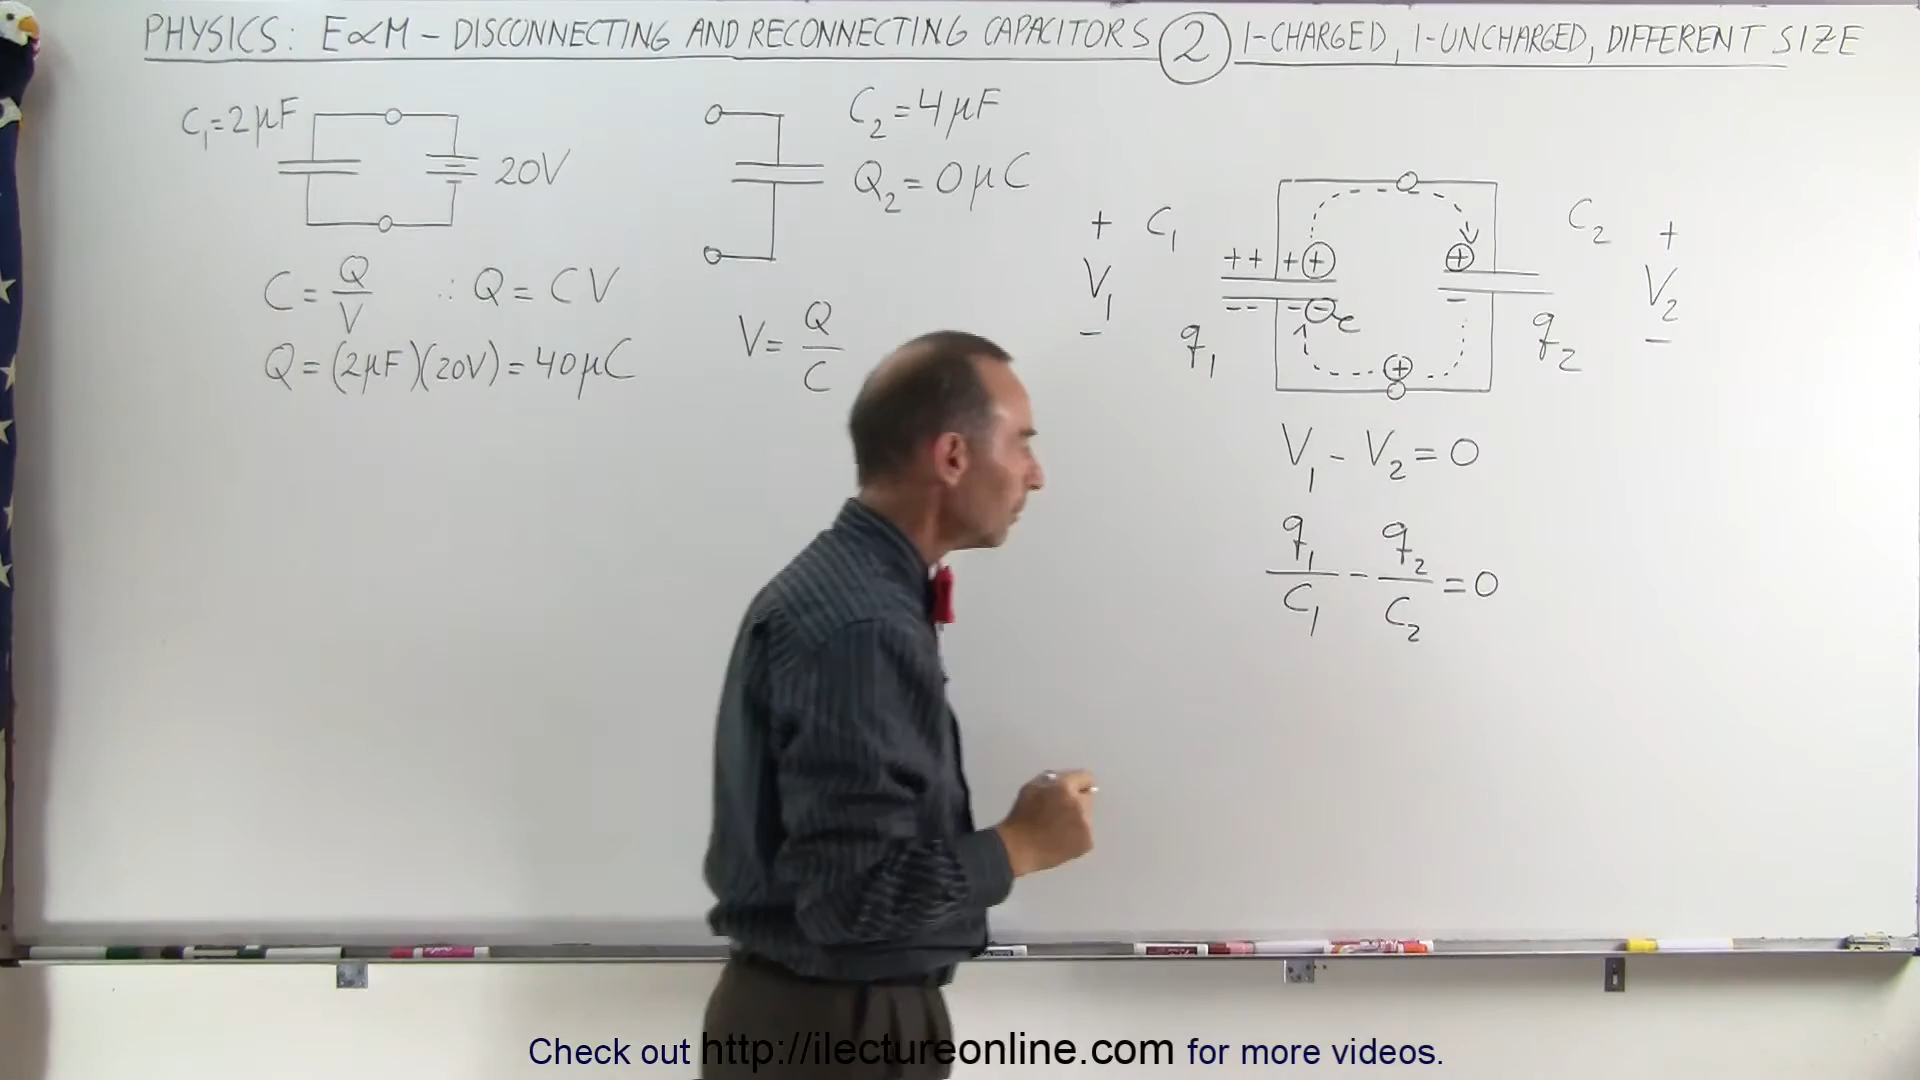 PHYSICS: E∝M – DISCONNECTING AND RECONNECTING CAPACITORS ② 1-CHARGED, 1-UNCHARGED, DIFFERENT SIZE
C₁=2μF
20V
C = Q/V ∴ Q = CV
Q = (2μF)(20V) = 40μC
C₂=4μF
Q₂=0μC
V = Q/C
+ C₁
V₁
−
q₁
++ + +
-- - - e
+
−
+
C₂ +
V₂
−
q₂
V₁ - V₂ = 0
q₁/C₁ - q₂/C₂ = 0
Check out http://ilectureonline.com for more videos.